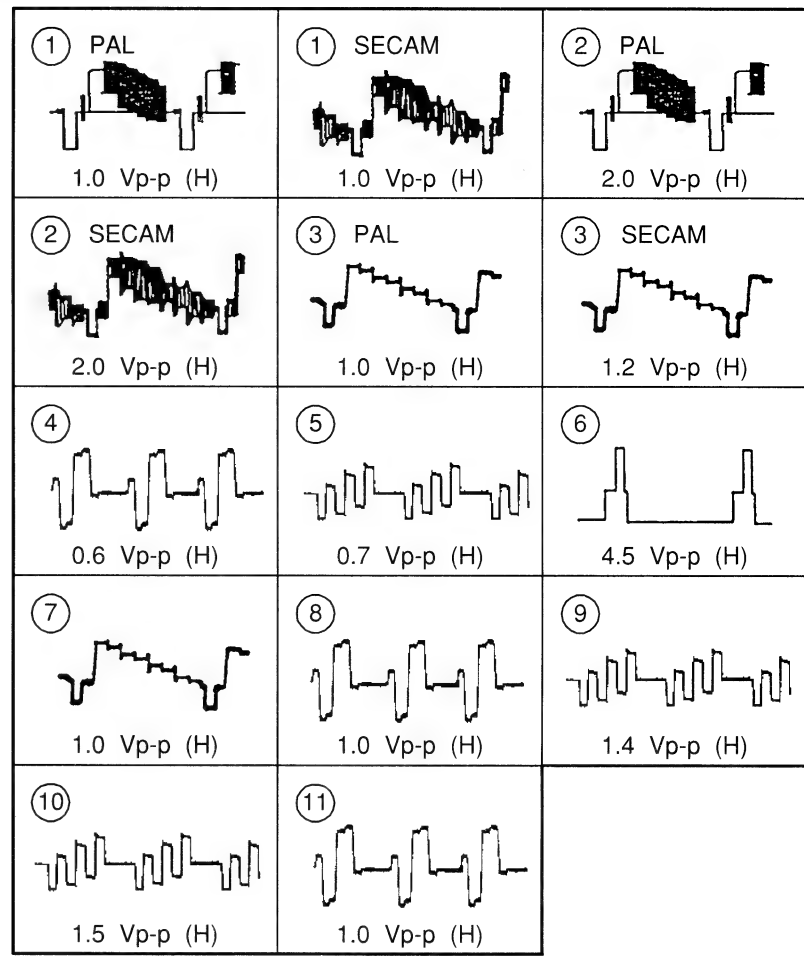 1 PAL
1.0 Vp-p (H)
1 SECAM
1.0 Vp-p (H)
2 PAL
2.0 Vp-p (H)
2 SECAM
2.0 Vp-p (H)
3 PAL
1.0 Vp-p (H)
3 SECAM
1.2 Vp-p (H)
4
0.6 Vp-p (H)
5
0.7 Vp-p (H)
6
4.5 Vp-p (H)
7
1.0 Vp-p (H)
8
1.0 Vp-p (H)
9
1.4 Vp-p (H)
10
1.5 Vp-p (H)
11
1.0 Vp-p (H)